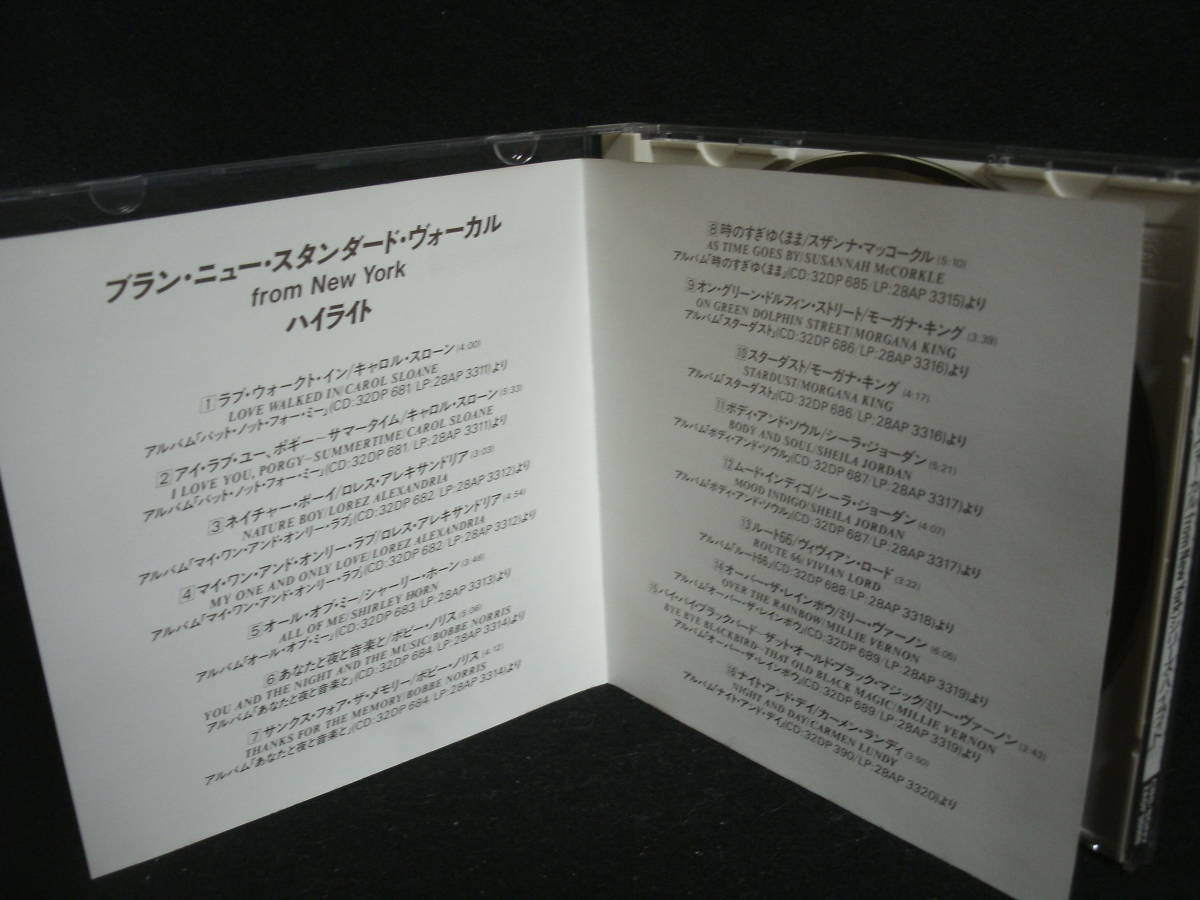 ブラン・ニュー・スタンダード・ヴォーカル
from New York
ハイライト
1 ラブ・ウォークト・イン/キャロル・スローン(4:00)
LOVE WALKED IN/CAROL SLOANE
アルバム「バット・ノット・フォー・ミー」(CD:32DP 681/LP:28AP 3311)より
2 アイ・ラブ・ユー、ポギー〜サマータイム/キャロル・スローン(5:33)
I LOVE YOU, PORGY〜SUMMERTIME/CAROL SLOANE
アルバム「バット・ノット・フォー・ミー」(CD:32DP 681/LP:28AP 3311)より
3 ネイチャー・ボーイ/ロレス・アレキサンドリア(3:03)
NATURE BOY/LOREZ ALEXANDRIA
アルバム「マイ・ワン・アンド・オンリー・ラブ」(CD:32DP 682/LP:28AP 3312)より
4 マイ・ワン・アンド・オンリー・ラブ/ロレス・アレキサンドリア(4:54)
MY ONE AND ONLY LOVE/LOREZ ALEXANDRIA
アルバム「マイ・ワン・アンド・オンリー・ラブ」(CD:32DP 682/LP:28AP 3312)より
5 オール・オブ・ミー/シャーリー・ホーン(3:48)
ALL OF ME/SHIRLEY HORN
アルバム「オール・オブ・ミー」(CD:32DP 683/LP:28AP 3313)より
6 あなたと夜と音楽と/ボビー・ノリス(5:06)
YOU AND THE NIGHT AND THE MUSIC/BOBBE NORRIS
アルバム「あなたと夜と音楽と」(CD:32DP 684/LP:28AP 3314)より
7 サンクス・フォア・ザ・メモリー/ボビー・ノリス(4:12)
THANKS FOR THE MEMORY/BOBBE NORRIS
アルバム「あなたと夜と音楽と」(CD:32DP 684/LP:28AP 3314)より
8 時のすぎゆくまま/スザンナ・マッコークル(5:10)
AS TIME GOES BY/SUSANNAH McCORKLE
アルバム「時のすぎゆくまま」(CD:32DP 685/LP:28AP 3315)より
9 オン・グリーン・ドルフィン・ストリート/モーガナ・キング(3:39)
ON GREEN DOLPHIN STREET/MORGANA KING
アルバム「スターダスト」(CD:32DP 686/LP:28AP 3316)より
10 スターダスト/モーガナ・キング(4:17)
STARDUST/MORGANA KING
アルバム「スターダスト」(CD:32DP 686/LP:28AP 3316)より
11 ボディ・アンド・ソウル/シーラ・ジョーダン(5:21)
BODY AND SOUL/SHEILA JORDAN
アルバム「ボディ・アンド・ソウル」(CD:32DP 687/LP:28AP 3317)より
12 ムード・インディゴ/シーラ・ジョーダン(4:07)
MOOD INDIGO/SHEILA JORDAN
アルバム「ボディ・アンド・ソウル」(CD:32DP 687/LP:28AP 3317)より
13 ルート66/ヴィヴィアン・ロード(3:22)
ROUTE 66/VIVIAN LORD
アルバム「ルート66」(CD:32DP 688/LP:28AP 3318)より
14 オーバー・ザ・レインボウ/ミリー・ヴァーノン(6:05)
OVER THE RAINBOW/MILLIE VERNON
アルバム「オーバー・ザ・レインボウ」(CD:32DP 689/LP:28AP 3319)より
15 バイ・バイ・ブラックバード〜ザット・オールド・ブラック・マジック/ミリー・ヴァーノン(3:43)
BYE BYE BLACKBIRD〜THAT OLD BLACK MAGIC/MILLIE VERNON
アルバム「オーバー・ザ・レインボウ」(CD:32DP 689/LP:28AP 3319)より
16 ナイト・アンド・デイ/カーメン・ランディ(3:50)
NIGHT AND DAY/CARMEN LUNDY
アルバム「ナイト・アンド・デイ」(CD:32DP 390/LP:28AP 3320)より